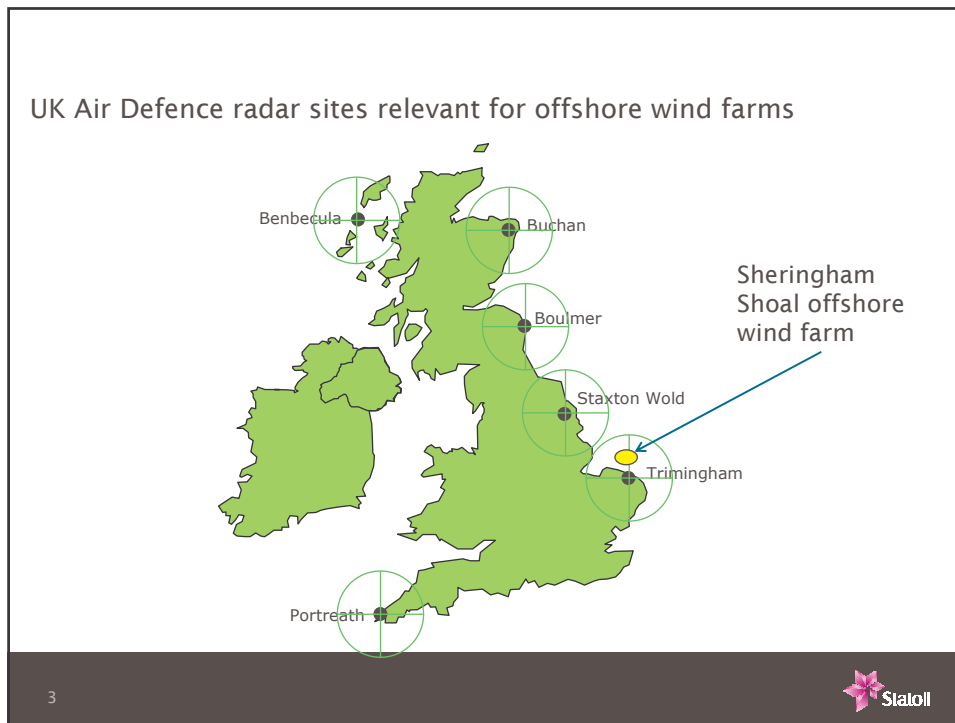 UK Air Defence radar sites relevant for offshore wind farms
Benbecula
Buchan
Sheringham
Shoal offshore
wind farm
Boulmer
Staxton Wold
Trimingham
Portreath
3
Statoil